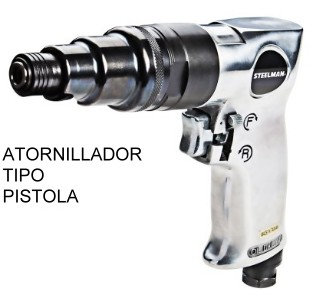 STEELMAN
F
R
ATORNILLADOR
TIPO
PISTOLA